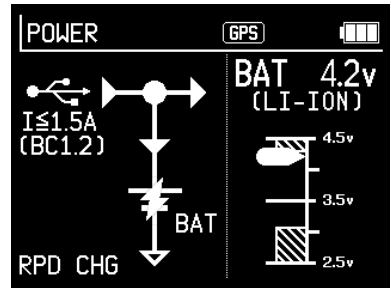 POWER GPS
BAT 4.2v
(LI-ION)
I≦1.5A
(BC1.2)
4.5v
3.5v
BAT
RPD CHG
2.5v